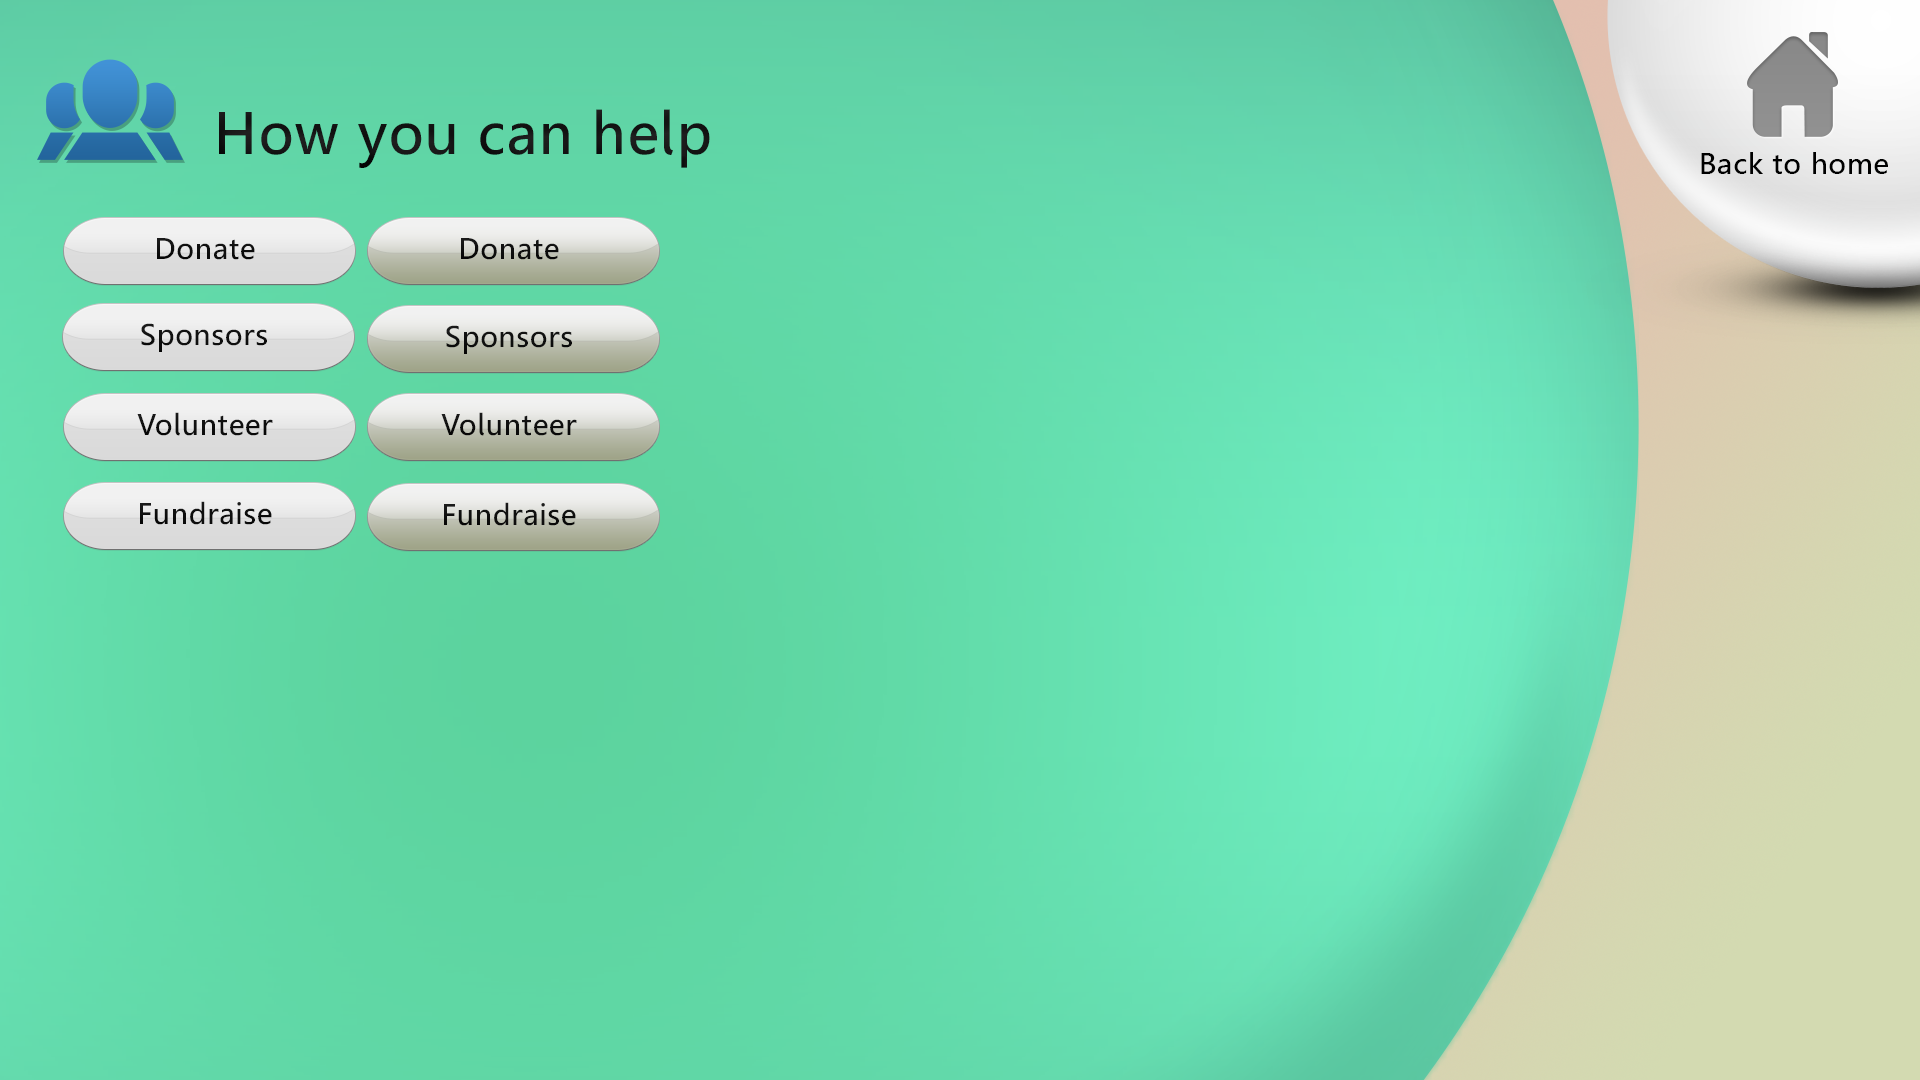 How you can help
Back to home
Donate Donate
Sponsors Sponsors
Volunteer Volunteer
Fundraise Fundraise